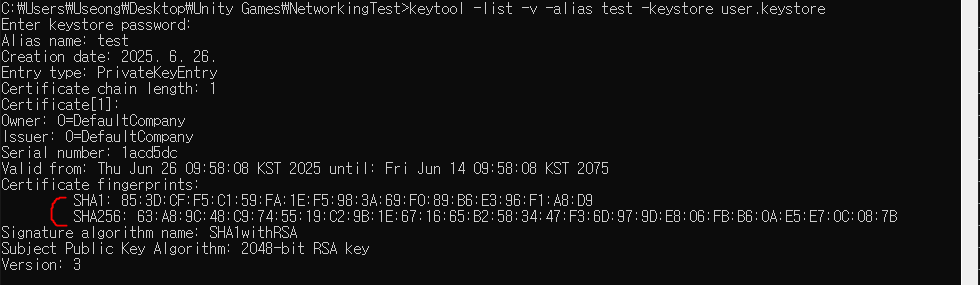 C:₩Users₩Useong₩Desktop₩Unity Games₩NetworkingTest>keytool -list -v -alias test -keystore user.keystore
Enter keystore password:
Alias name: test
Creation date: 2025. 6. 26.
Entry type: PrivateKeyEntry
Certificate chain length: 1
Certificate[1]:
Owner: O=DefaultCompany
Issuer: O=DefaultCompany
Serial number: 1acd5dc
Valid from: Thu Jun 26 09:58:08 KST 2025 until: Fri Jun 14 09:58:08 KST 2075
Certificate fingerprints:
SHA1: 85:3D:CF:F5:C1:59:FA:1E:F5:98:3A:69:F0:89:B6:E3:96:F1:A8:D9
SHA256: 63:A8:9C:48:C9:74:55:19:C2:9B:1E:67:16:65:B2:58:34:47:F3:6D:97:9D:E8:06:FB:B6:0A:E5:E7:0C:08:7B
Signature algorithm name: SHA1withRSA
Subject Public Key Algorithm: 2048-bit RSA key
Version: 3